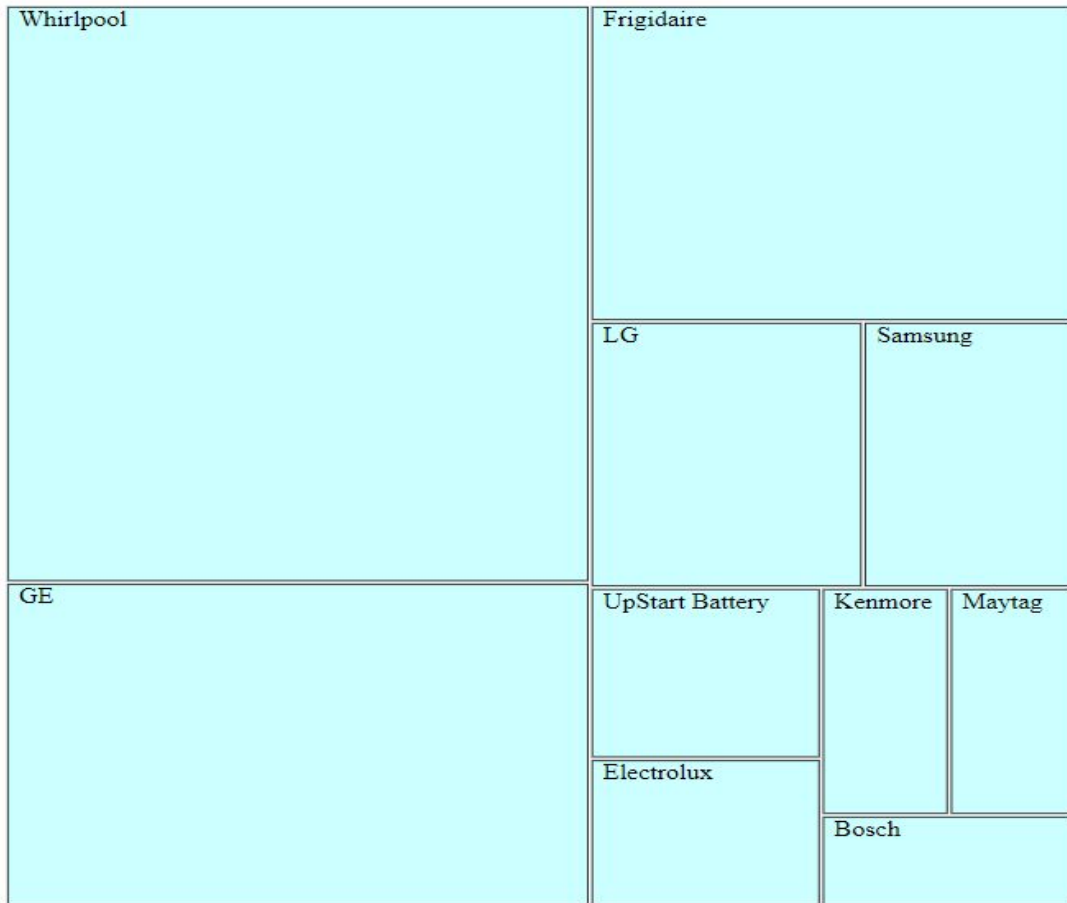 Whirlpool
Frigidaire
LG
Samsung
GE
UpStart Battery
Kenmore
Maytag
Electrolux
Bosch